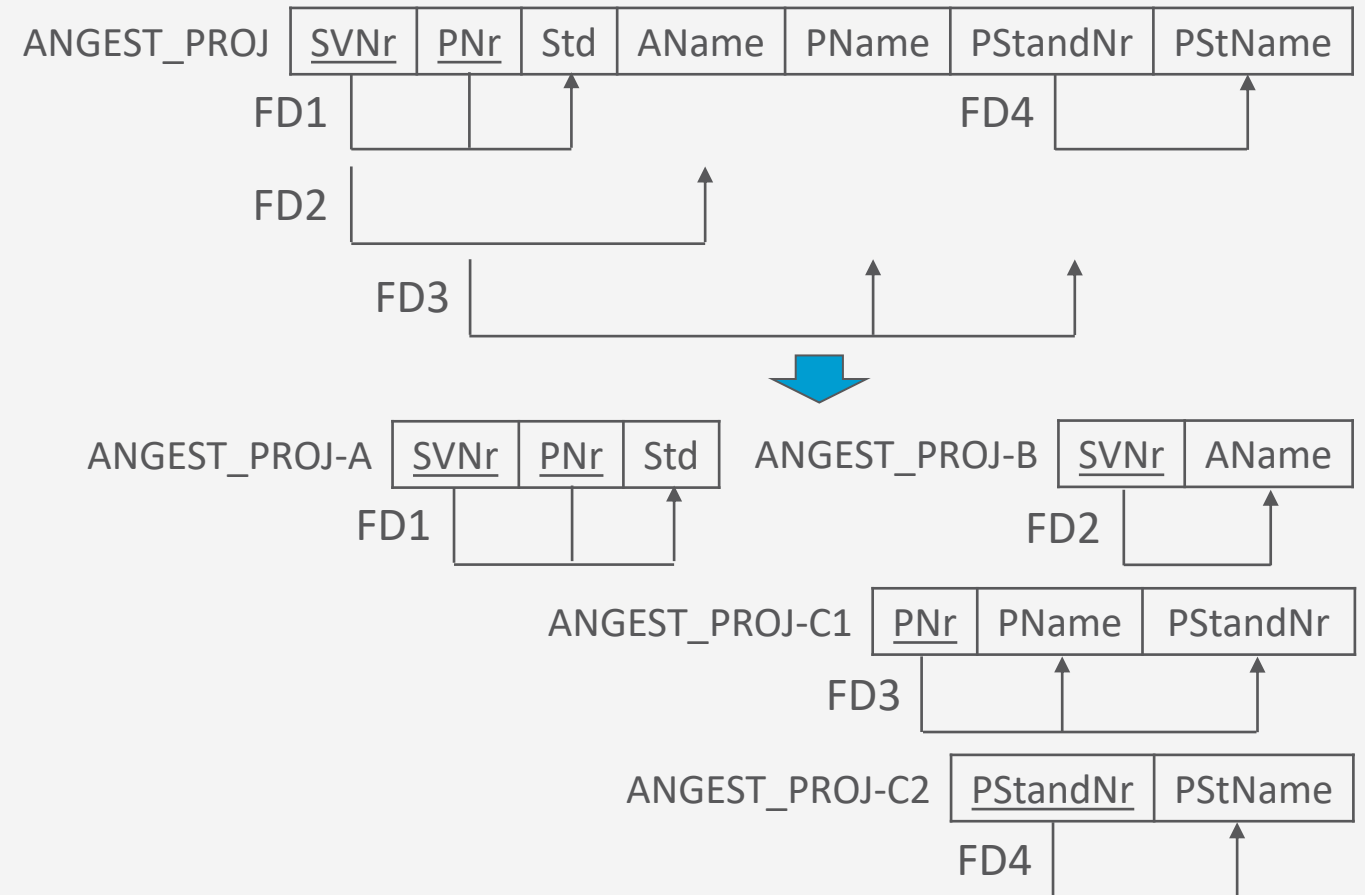 ANGEST_PROJ SVNr PNr Std AName PName PStandNr PStName
FD1 FD4
FD2
FD3
ANGEST_PROJ-A SVNr PNr Std ANGEST_PROJ-B SVNr AName
FD1 FD2
ANGEST_PROJ-C1 PNr PName PStandNr
FD3
ANGEST_PROJ-C2 PStandNr PStName
FD4